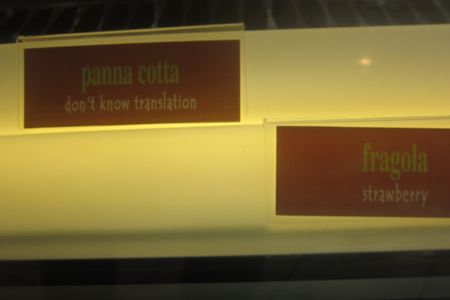 panna cotta
don't know translation
fragola
strawberry